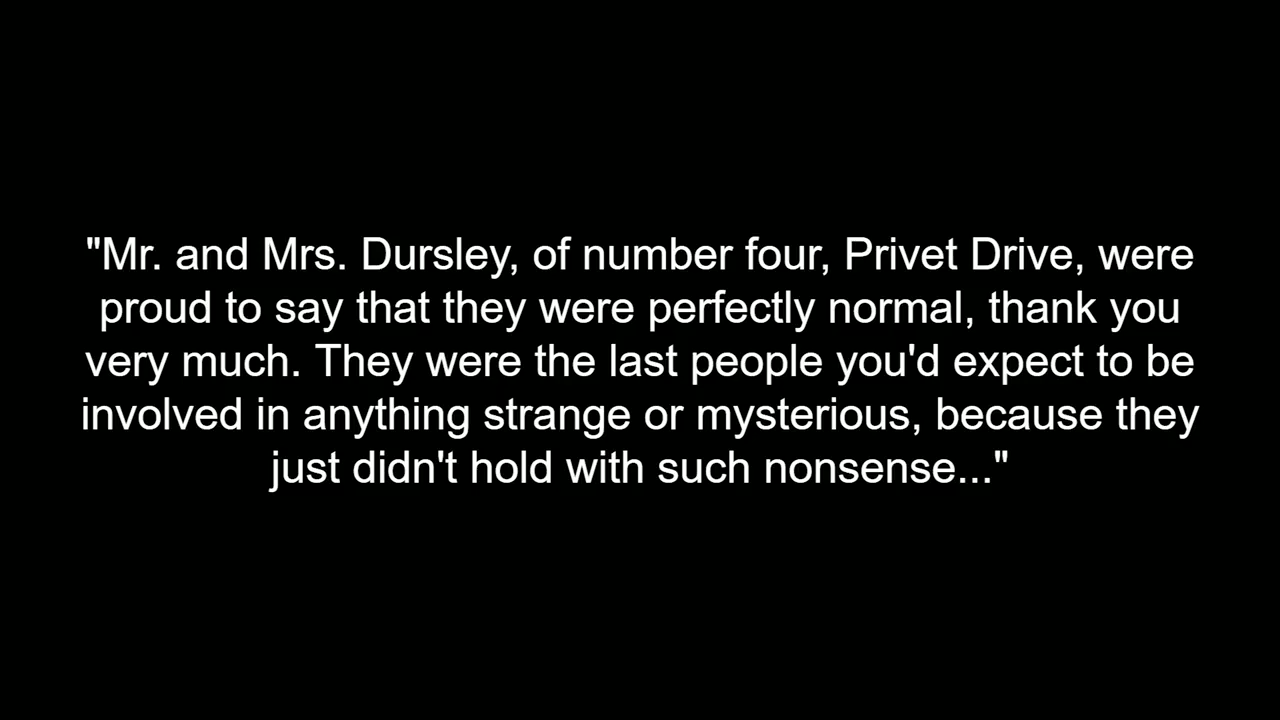 "Mr. and Mrs. Dursley, of number four, Privet Drive, were
proud to say that they were perfectly normal, thank you
very much. They were the last people you'd expect to be
involved in anything strange or mysterious, because they
just didn't hold with such nonsense..."